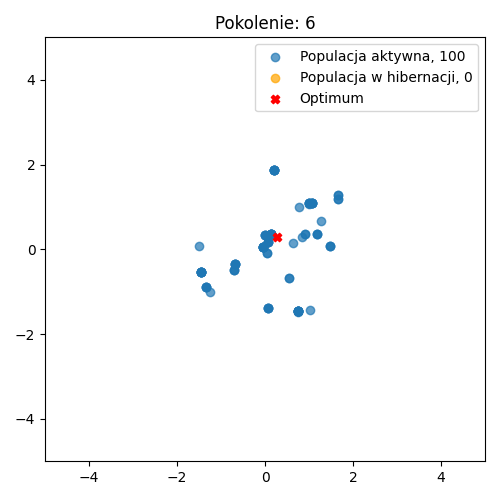 Pokolenie: 6
Populacja aktywna, 100
Populacja w hibernacji, 0
Optimum
4
2
0
−2
−4
−4 −2 0 2 4